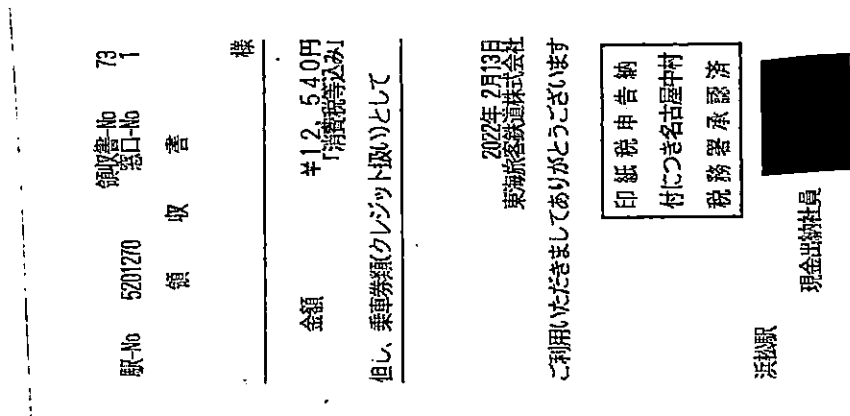 駅-No 5201270 領収書-No 73
窓口-No 1
領 収 書
様
金額 ¥12,540円
「消費税等込み」
但し、乗車券類(クレジット扱い)として
2022年 2月13日
東海旅客鉄道株式会社
ご利用いただきましてありがとうございます
印紙税申告納
付につき名古屋中村
税務署承認済
浜松駅
現金出納社員